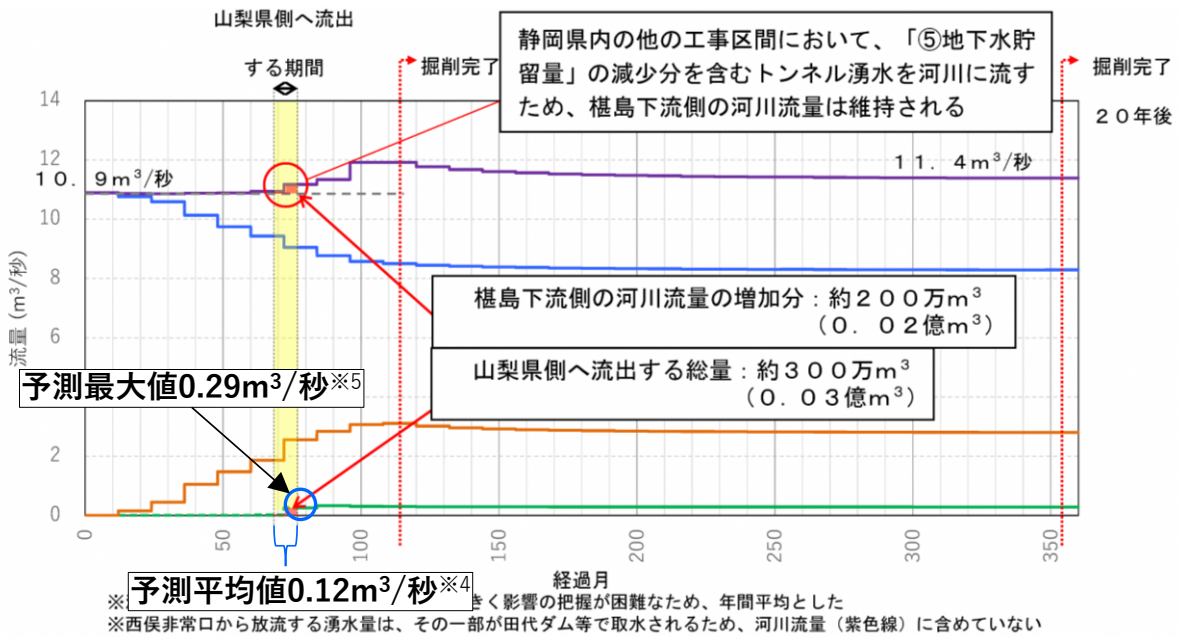 山梨県側へ流出
する期間
静岡県内の他の工事区間において、「⑤地下水貯
留量」の減少分を含むトンネル湧水を河川に流す
ため、椹島下流側の河川流量は維持される
掘削完了
掘削完了
20年後
14
12
10
8
6
2
0
流量 (m³/秒)
10.9m³/秒
11.4m³/秒
椹島下流側の河川流量の増加分：約200万m³
（0.02億m³）
山梨県側へ流出する総量：約300万m³
（0.03億m³）
予測最大値0.29m³/秒※5
0
50
100
150
200
250
300
350
経過月
予測平均値0.12m³/秒※4
※
きく影響の把握が困難なため、年間平均とした
※西俣非常口から放流する湧水量は、その一部が田代ダム等で取水されるため、河川流量（紫色線）に含めていない